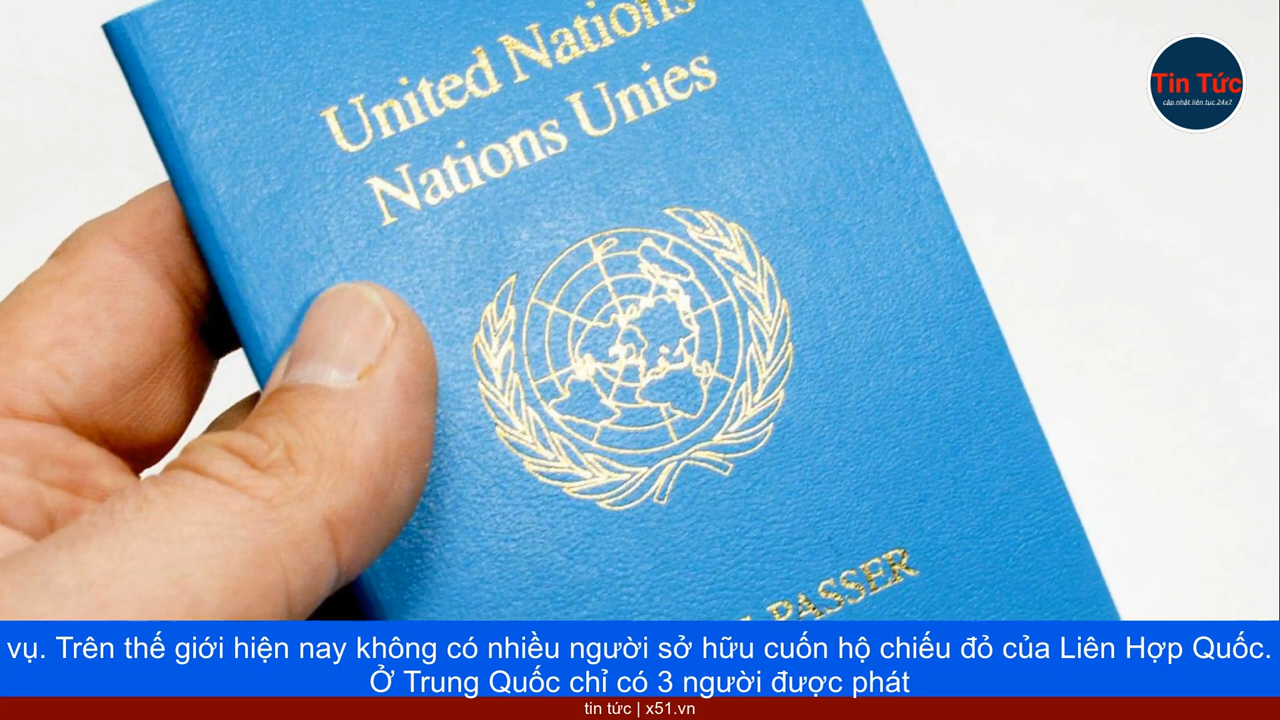 United Nations
Nations Unies
PASSER
Tin Tức
cập nhật liên tục 24x7
vụ. Trên thế giới hiện nay không có nhiều người sở hữu cuốn hộ chiếu đỏ của Liên Hợp Quốc.
Ở Trung Quốc chỉ có 3 người được phát
tin tức | x51.vn